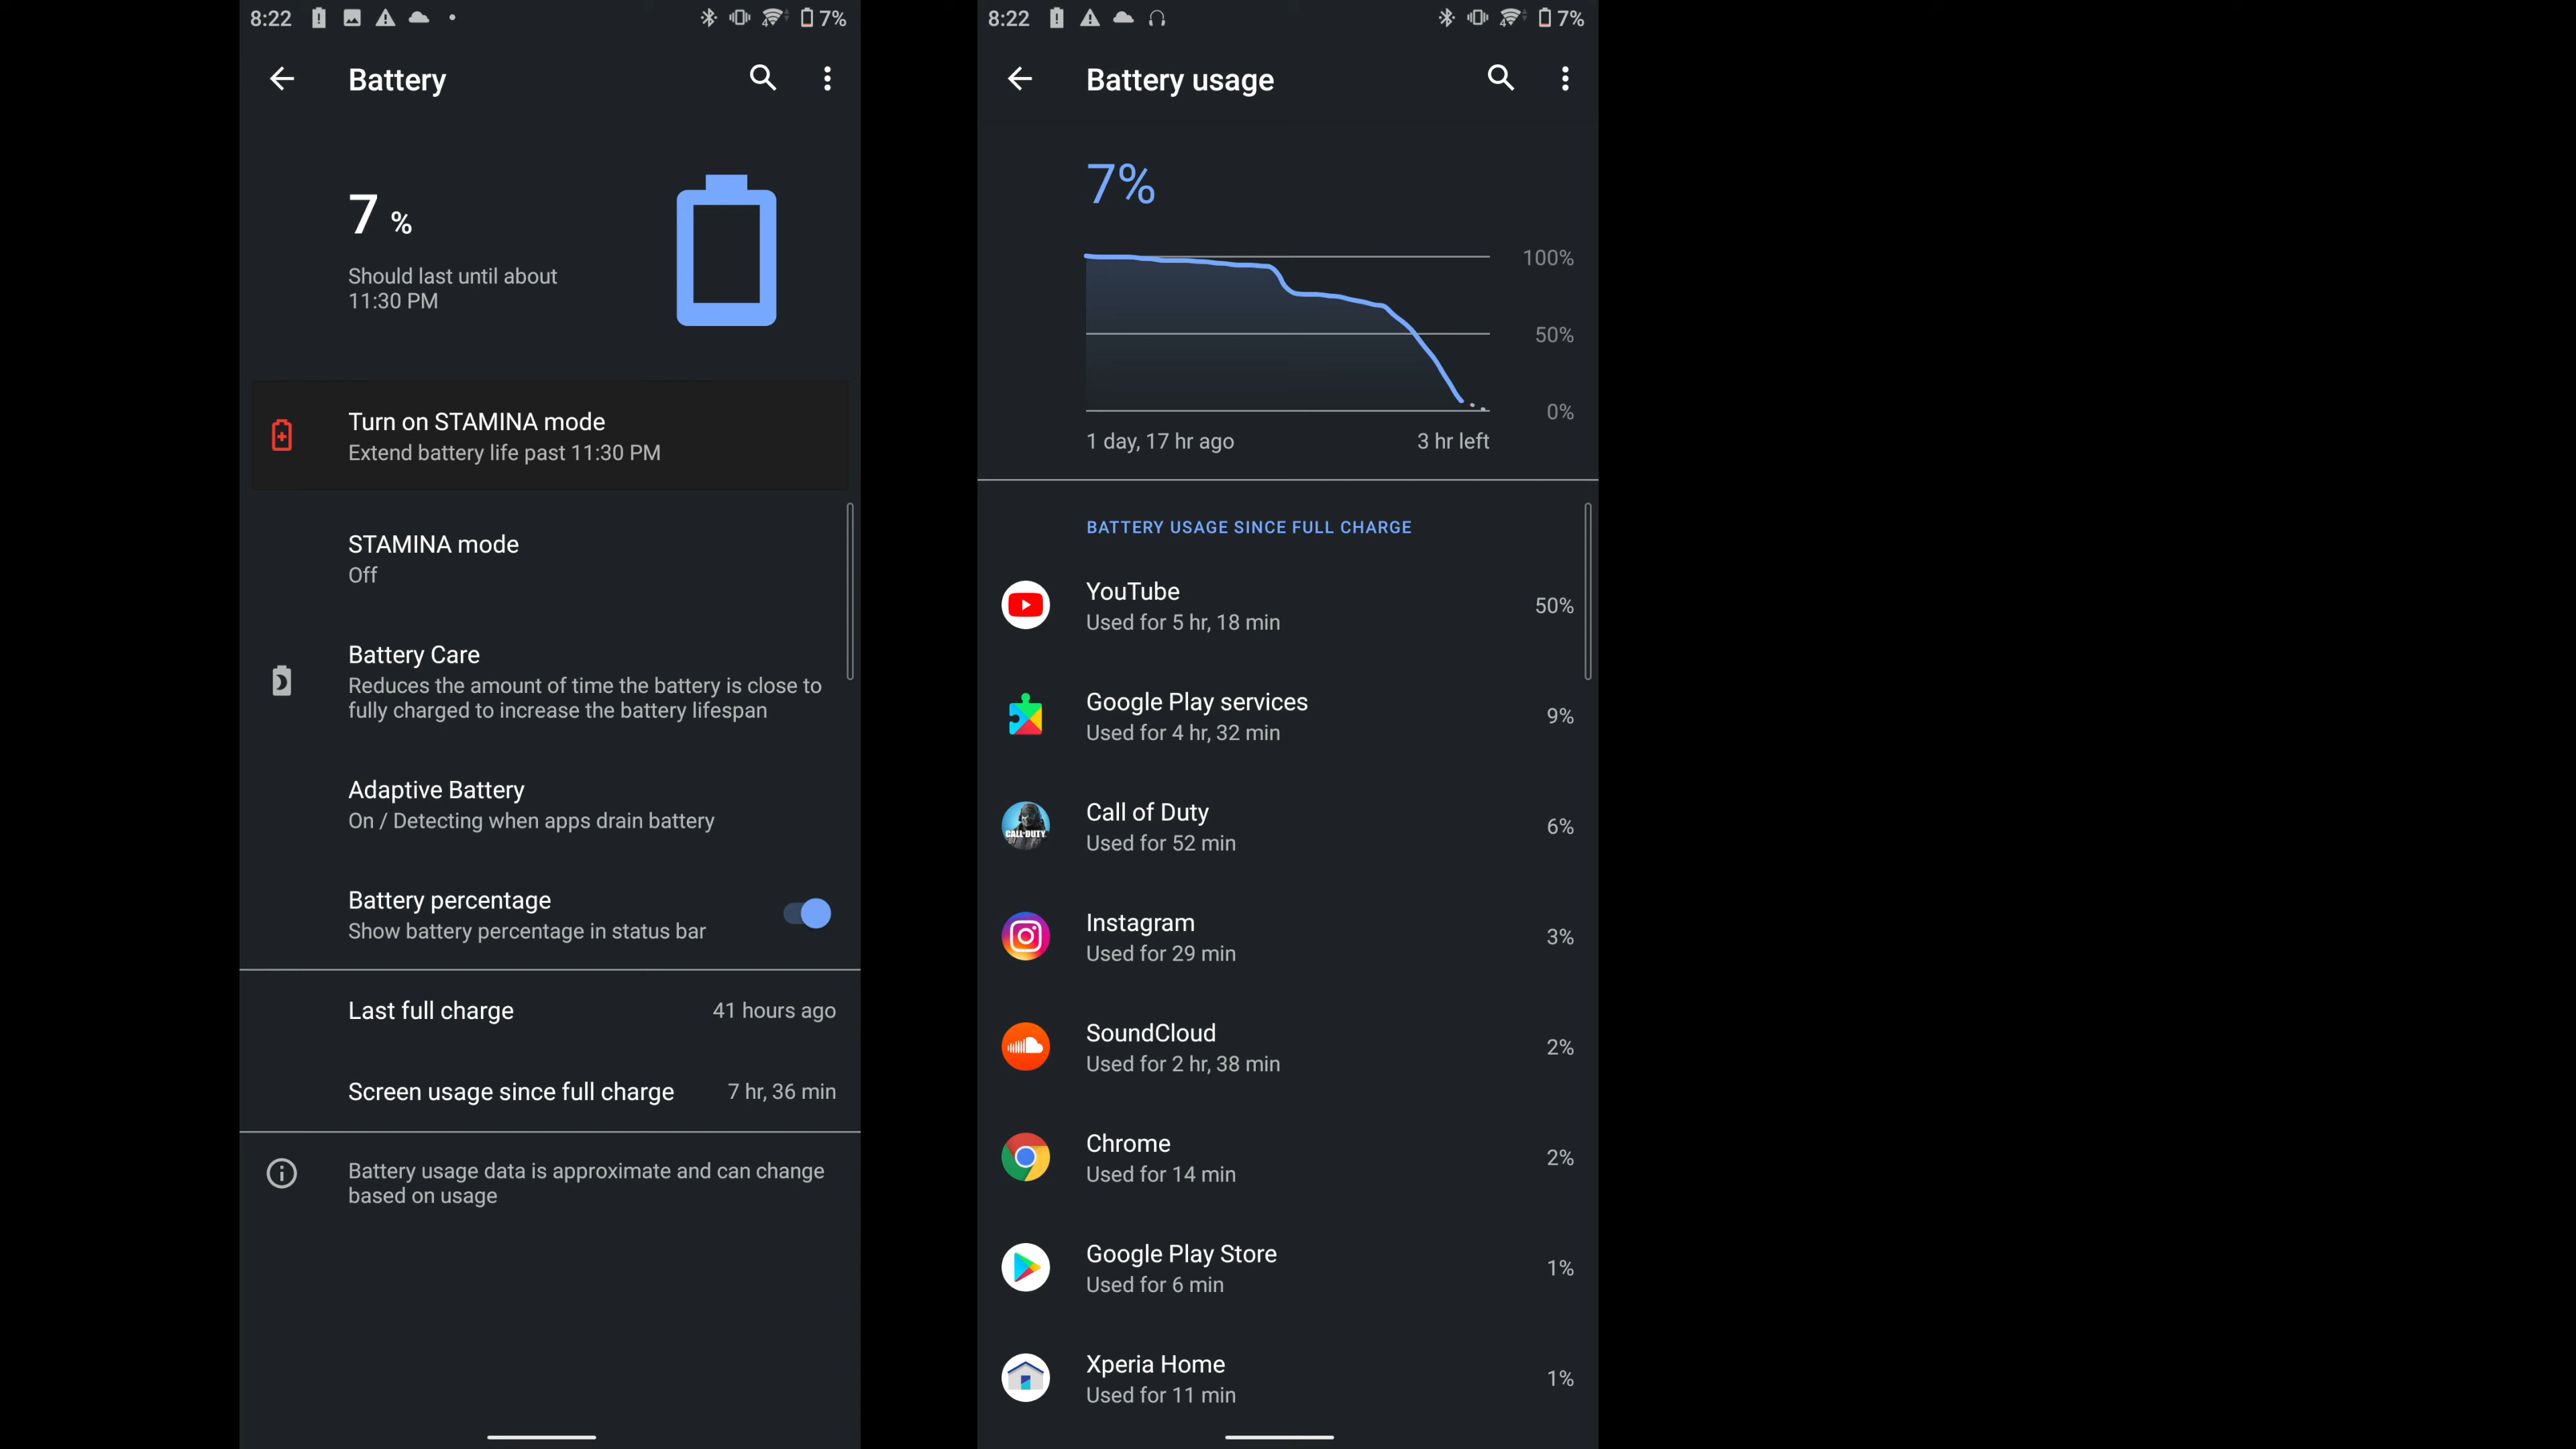 8:22
7%
Battery
7 %
Should last until about
11:30 PM
Turn on STAMINA mode
Extend battery life past 11:30 PM
STAMINA mode
Off
Battery Care
Reduces the amount of time the battery is close to
fully charged to increase the battery lifespan
Adaptive Battery
On / Detecting when apps drain battery
Battery percentage
Show battery percentage in status bar
Last full charge
41 hours ago
Screen usage since full charge
7 hr, 36 min
Battery usage data is approximate and can change
based on usage
8:22
7%
Battery usage
7%
100%
50%
0%
1 day, 17 hr ago
3 hr left
BATTERY USAGE SINCE FULL CHARGE
YouTube
Used for 5 hr, 18 min
50%
Google Play services
Used for 4 hr, 32 min
9%
CALL OF DUTY
Call of Duty
Used for 52 min
6%
Instagram
Used for 29 min
3%
SoundCloud
Used for 2 hr, 38 min
2%
Chrome
Used for 14 min
2%
Google Play Store
Used for 6 min
1%
Xperia Home
Used for 11 min
1%